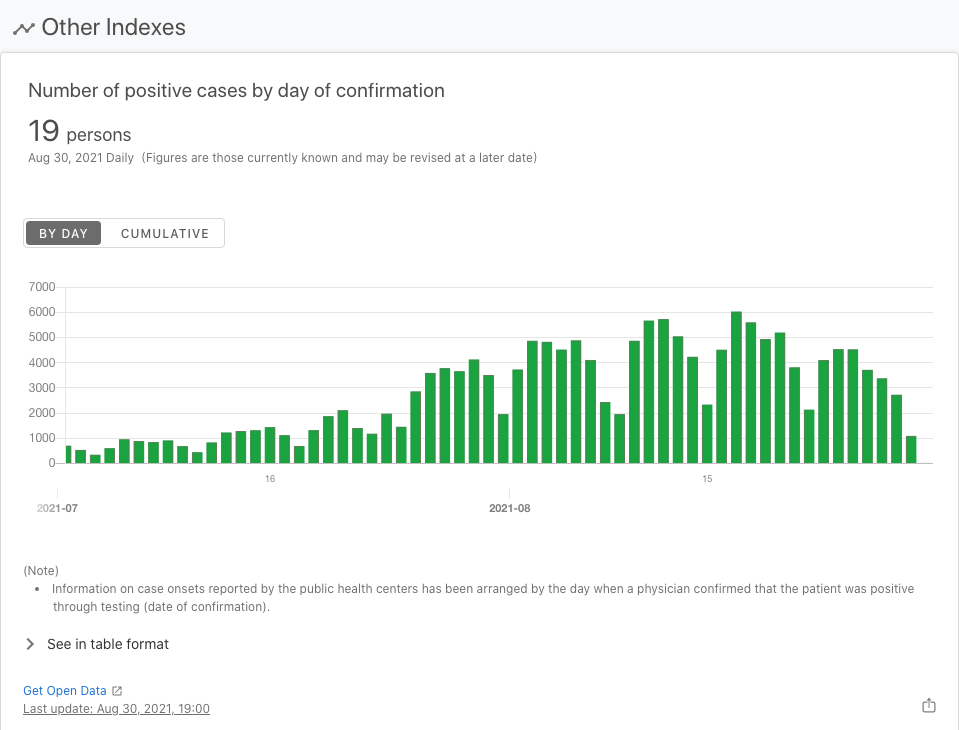 Other Indexes
Number of positive cases by day of confirmation
19 persons
Aug 30, 2021 Daily (Figures are those currently known and may be revised at a later date)
BY DAY CUMULATIVE
7000
6000
5000
4000
3000
2000
1000
0
16 15
2021-07 2021-08
(Note)
• Information on case onsets reported by the public health centers has been arranged by the day when a physician confirmed that the patient was positive
through testing (date of confirmation).
See in table format
Get Open Data
Last update: Aug 30, 2021, 19:00